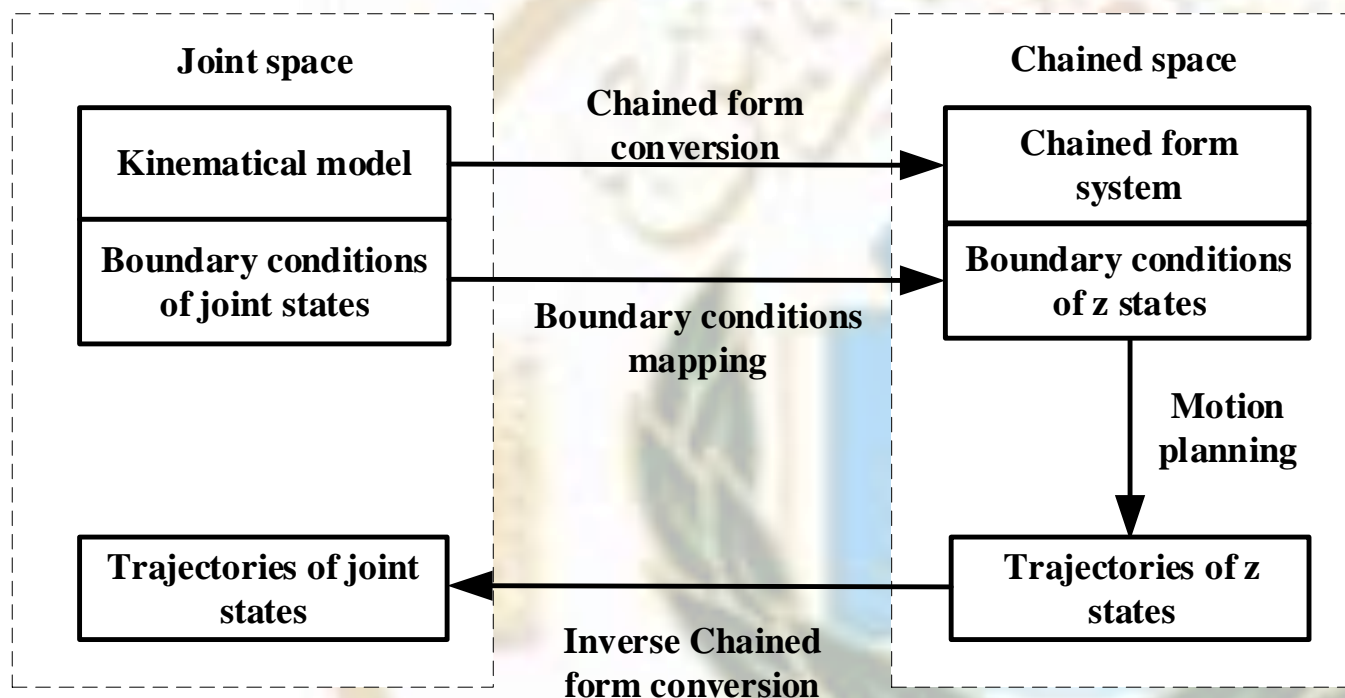 Joint space
Chained space
Chained form
conversion
Kinematical model
Chained form
system
Boundary conditions
of joint states
Boundary conditions
of z states
Boundary conditions
mapping
Motion
planning
Trajectories of joint
states
Trajectories of z
states
Inverse Chained
form conversion